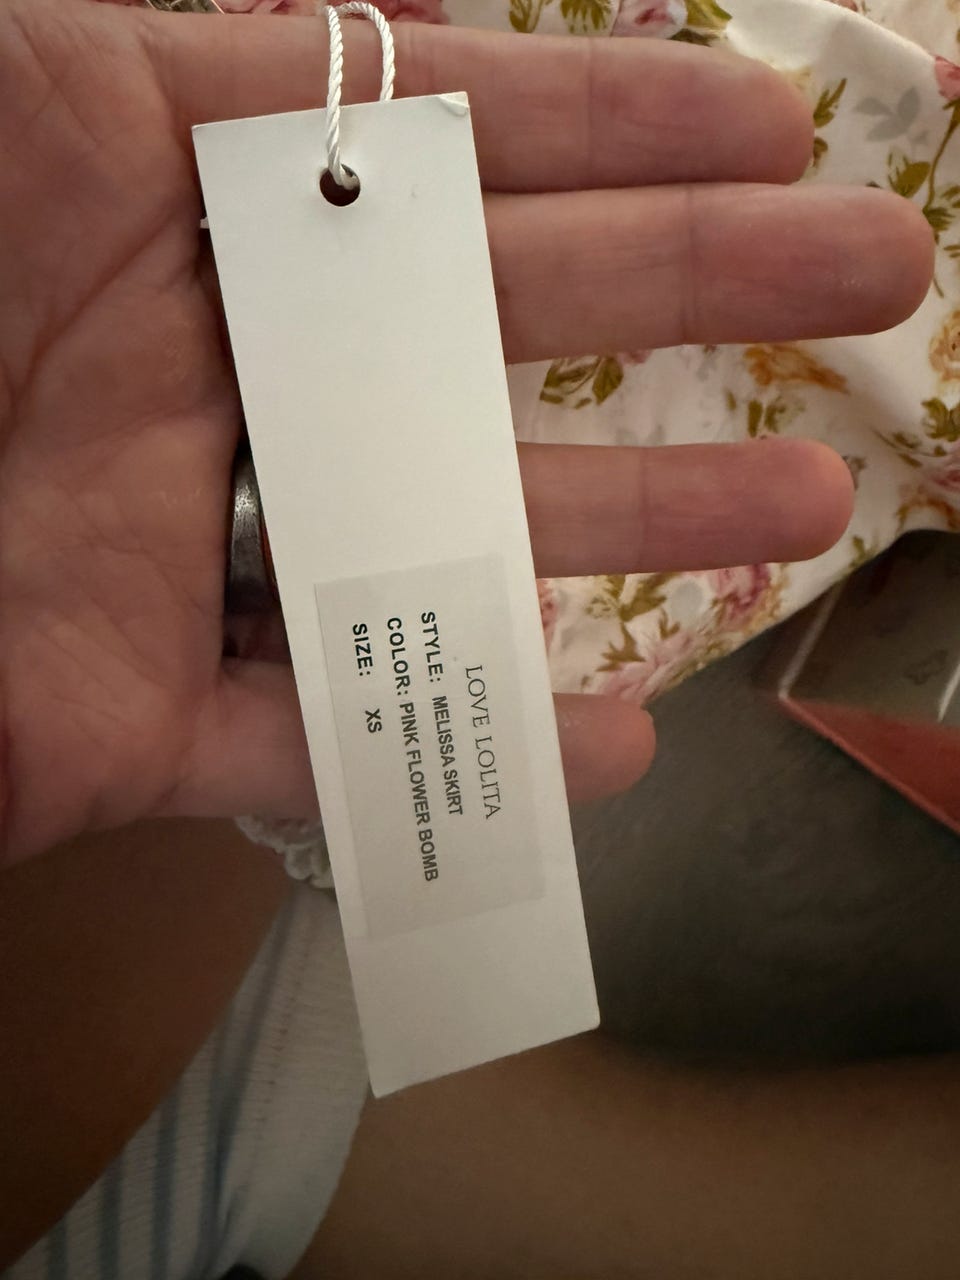 LOVE LOLITA
STYLE: MELISSA SKIRT
COLOR: PINK FLOWER BOMB
SIZE: XS